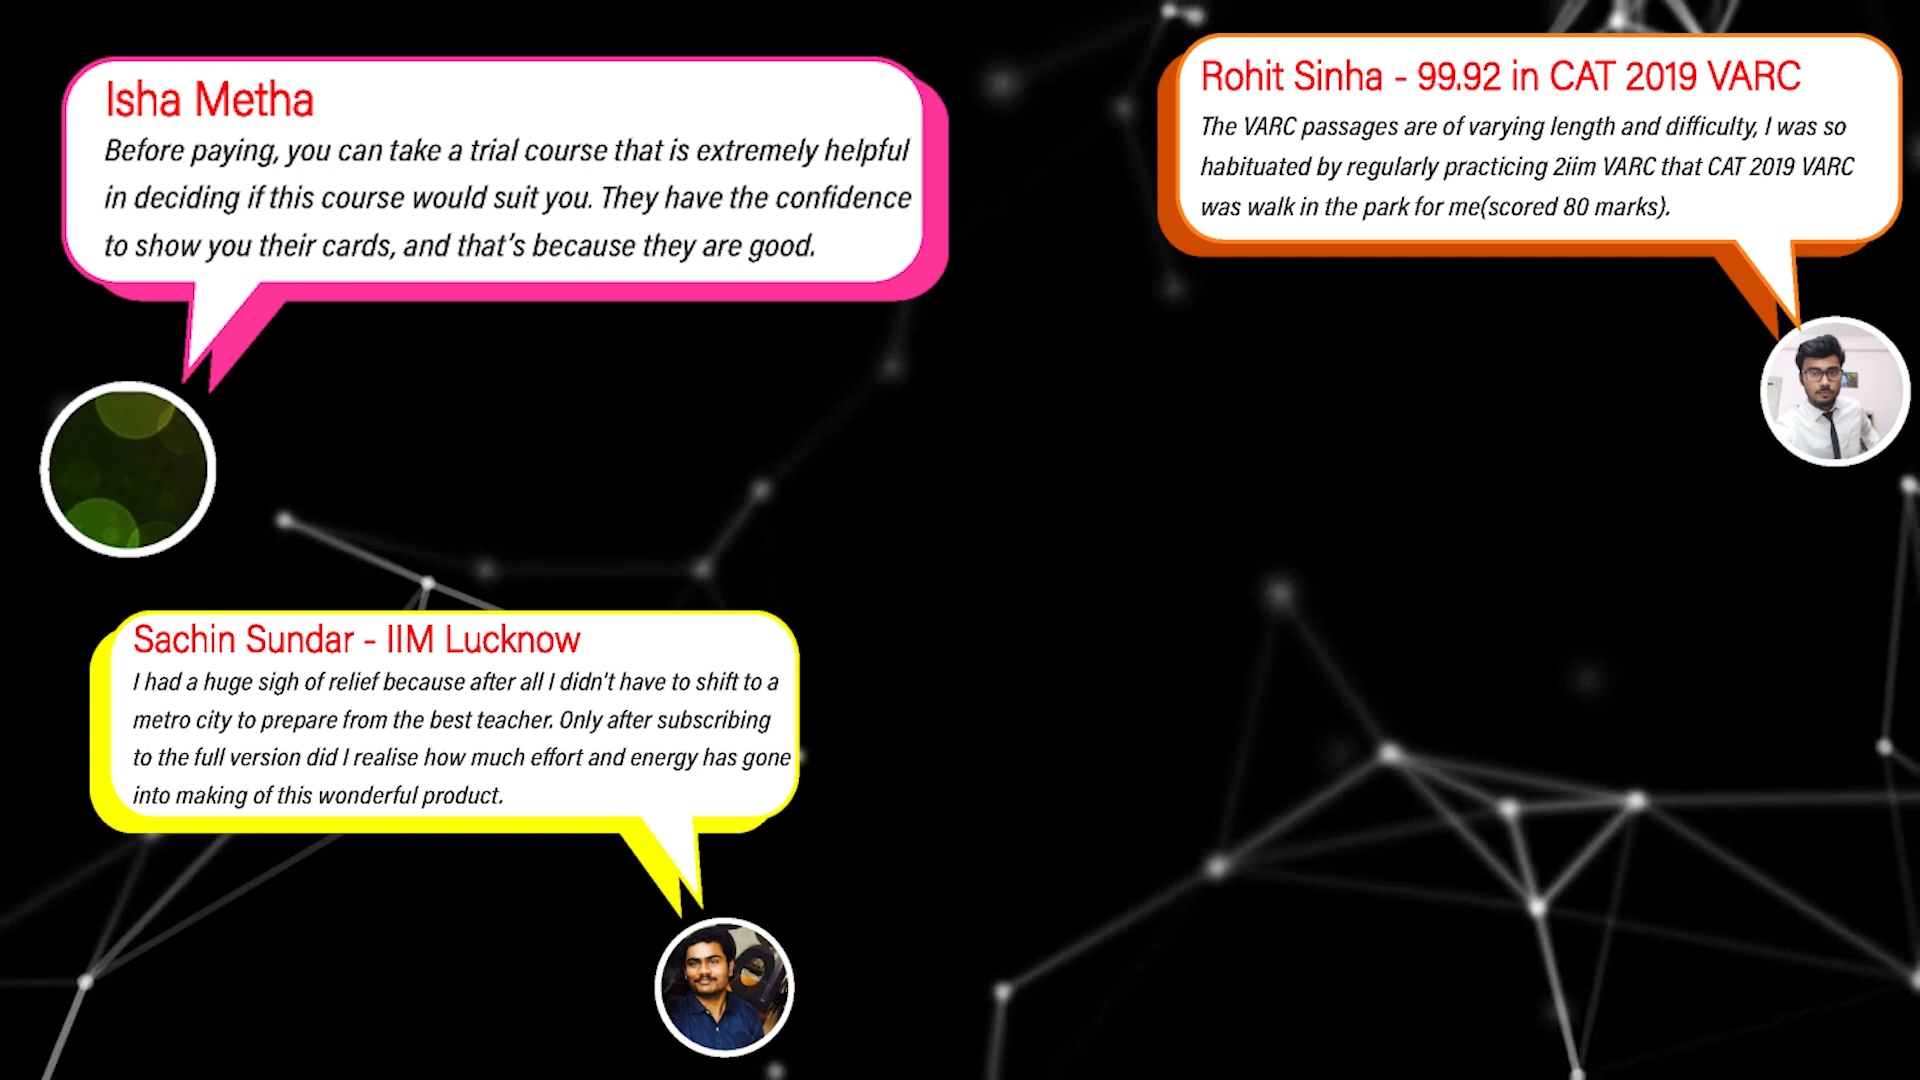 Isha Metha
Before paying, you can take a trial course that is extremely helpful
in deciding if this course would suit you. They have the confidence
to show you their cards, and that's because they are good.
Rohit Sinha - 99.92 in CAT 2019 VARC
The VARC passages are of varying length and difficulty, I was so
habituated by regularly practicing 2iim VARC that CAT 2019 VARC
was walk in the park for me(scored 80 marks).
Sachin Sundar - IIM Lucknow
I had a huge sigh of relief because after all I didn't have to shift to a
metro city to prepare from the best teacher. Only after subscribing
to the full version did I realise how much effort and energy has gone
into making of this wonderful product.